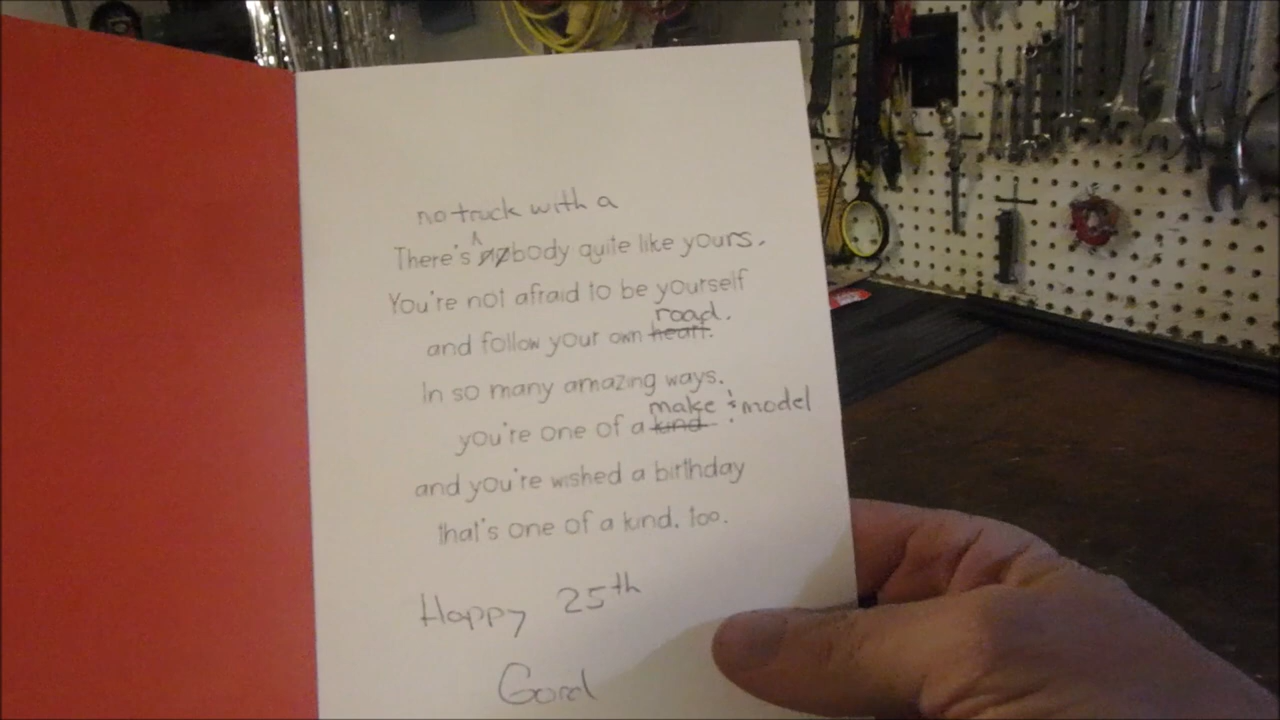 no truck with a
There's nobody quite like yours.
You're not afraid to be yourself
road.
and follow your own heart.
In so many amazing ways,
make & model
you're one of a kind
and you're wished a birthday
that's one of a kind, too.
Happy 25th
Gord